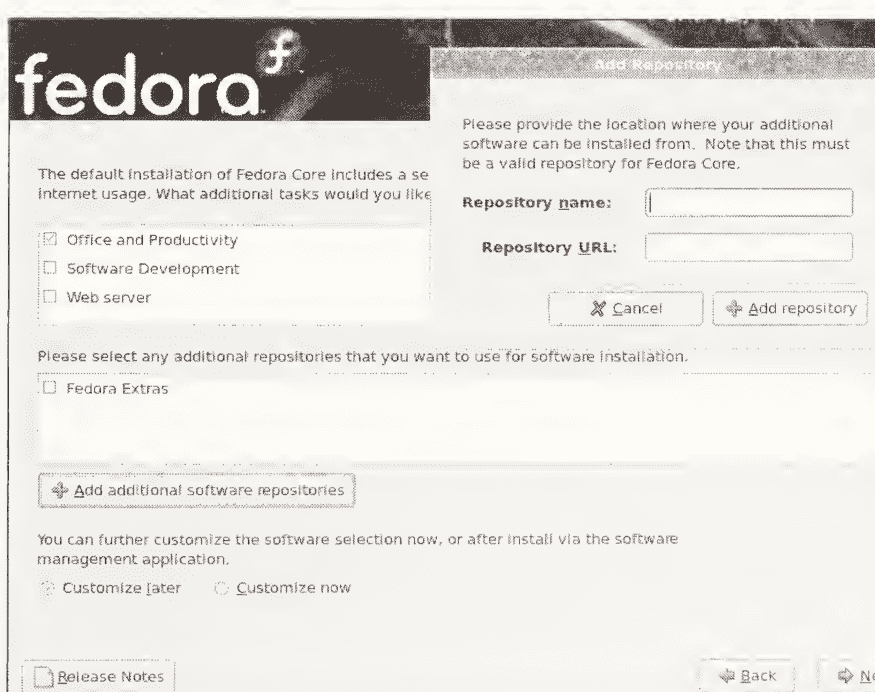 fedora f
Add Repository
Please provide the location where your additional
software can be installed from. Note that this must
be a valid repository for Fedora Core.
Repository name:
Repository URL:
Cancel
Add repository
The default installation of Fedora Core includes a se
internet usage. What additional tasks would you like
Office and Productivity
Software Development
Web server
Please select any additional repositories that you want to use for software installation.
Fedora Extras
Add additional software repositories
You can further customize the software selection now, or after install via the software
management application.
Customize later
Customize now
Release Notes
Back
Ne